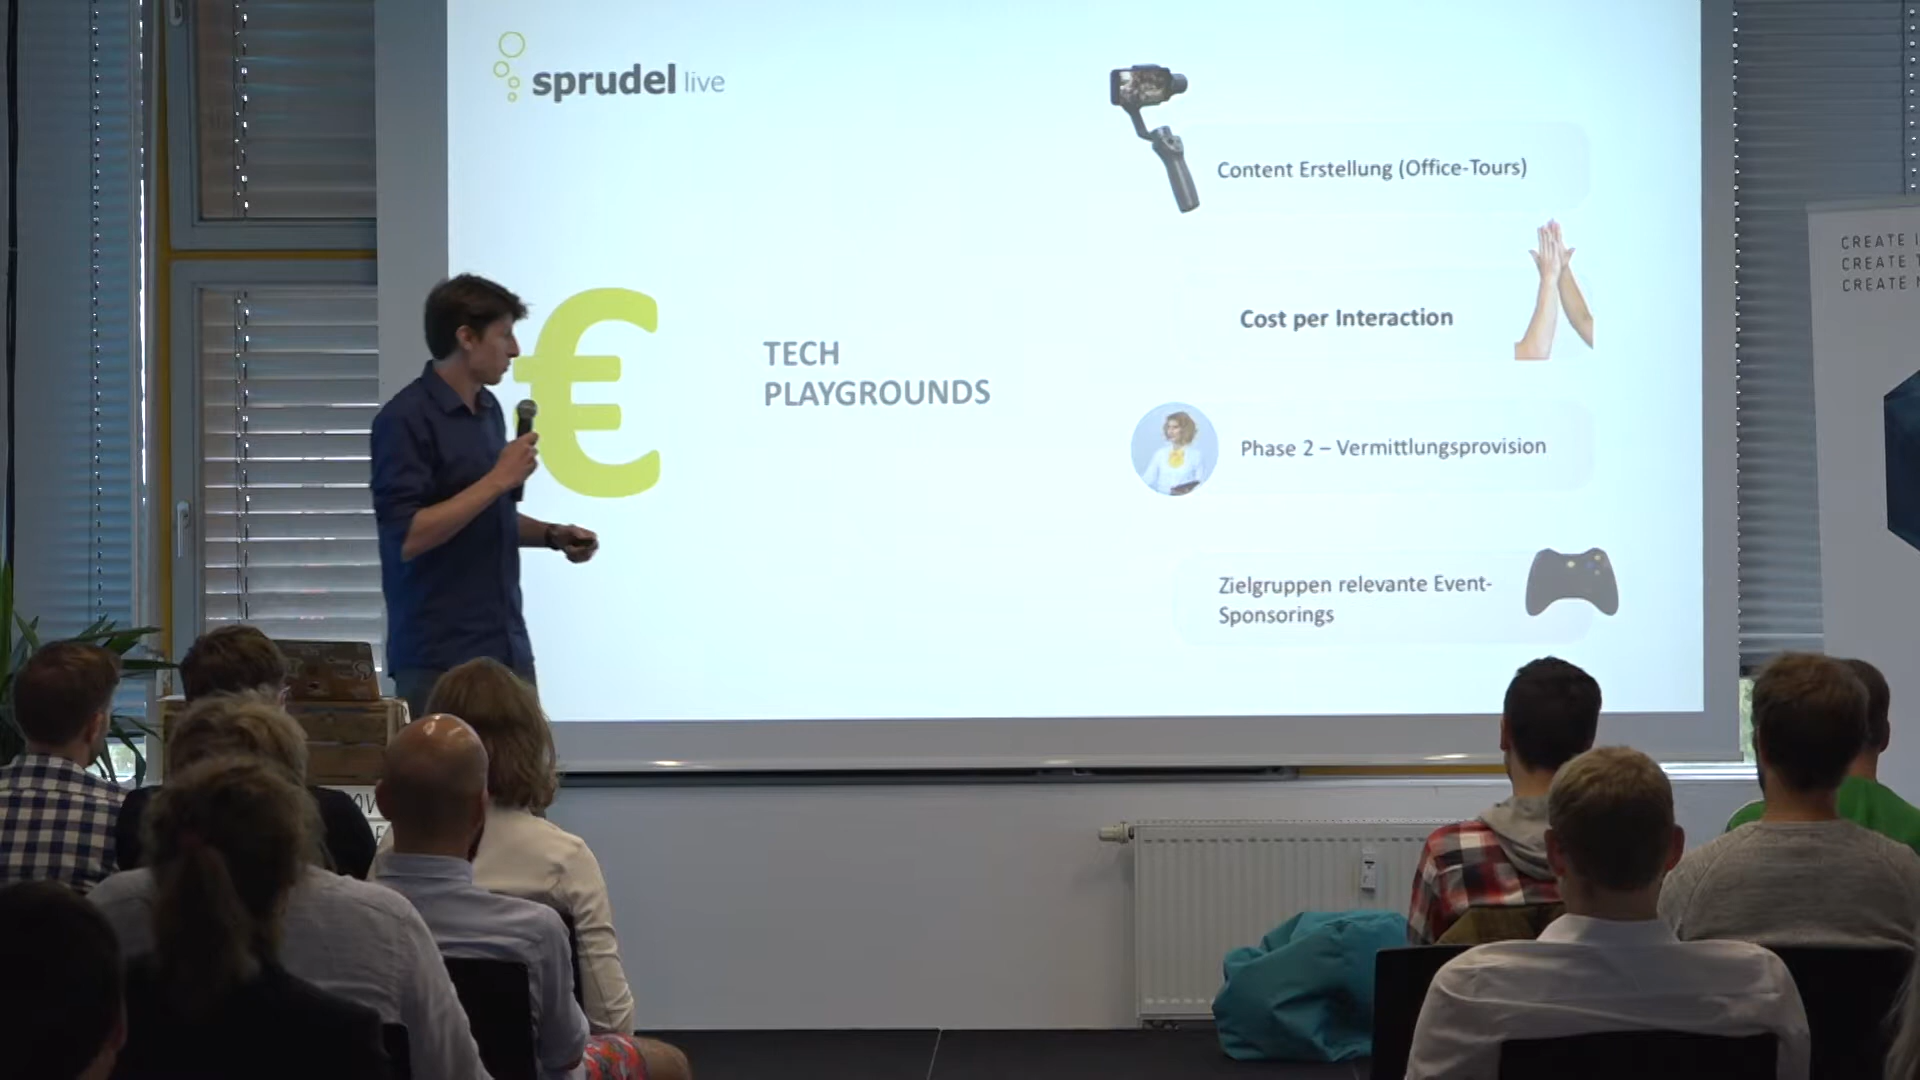 sprudel live
Content Erstellung (Office-Tours)
Cost per Interaction
€
TECH
PLAYGROUNDS
Phase 2 – Vermittlungsprovision
Zielgruppen relevante Event-
Sponsorings
CREATE
CREATE
CREATE